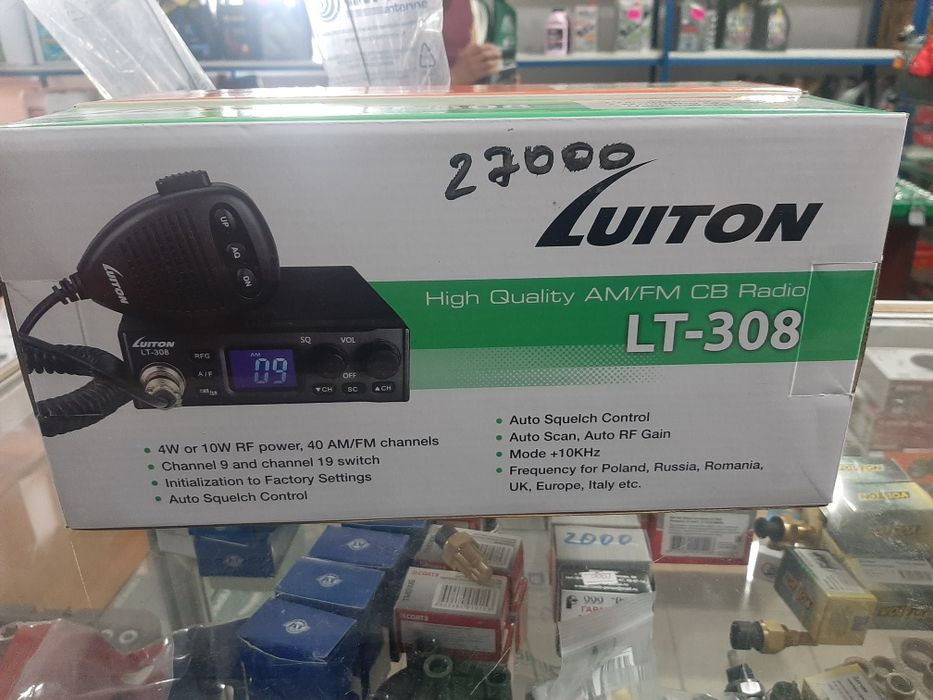 27000
LUITON
High Quality AM/FM CB Radio
LT-308
UP
AQ
DN
LUITON
LUITON
LT-308
RFG
A/F
AM
09
SQ
VOL
OFF
▼CH
SC
▲CH
• 4W or 10W RF power, 40 AM/FM channels
• Channel 9 and channel 19 switch
• Initialization to Factory Settings
• Auto Squelch Control
• Auto Squelch Control
• Auto Scan, Auto RF Gain
• Mode +10KHz
• Frequency for Poland, Russia, Romania,
UK, Europe, Italy etc.
2000
999